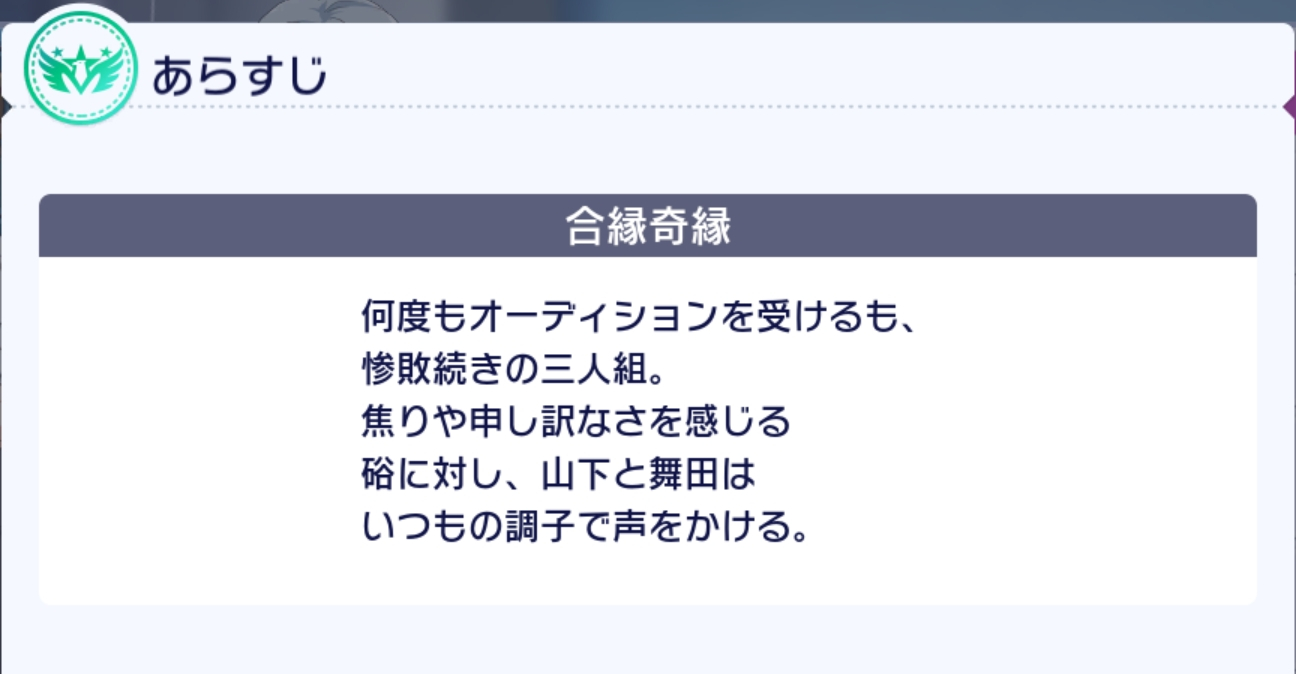 あらすじ
合縁奇縁
何度もオーディションを受けるも、
惨敗続きの三人組。
焦りや申し訳なさを感じる
硲に対し、山下と舞田は
いつもの調子で声をかける。